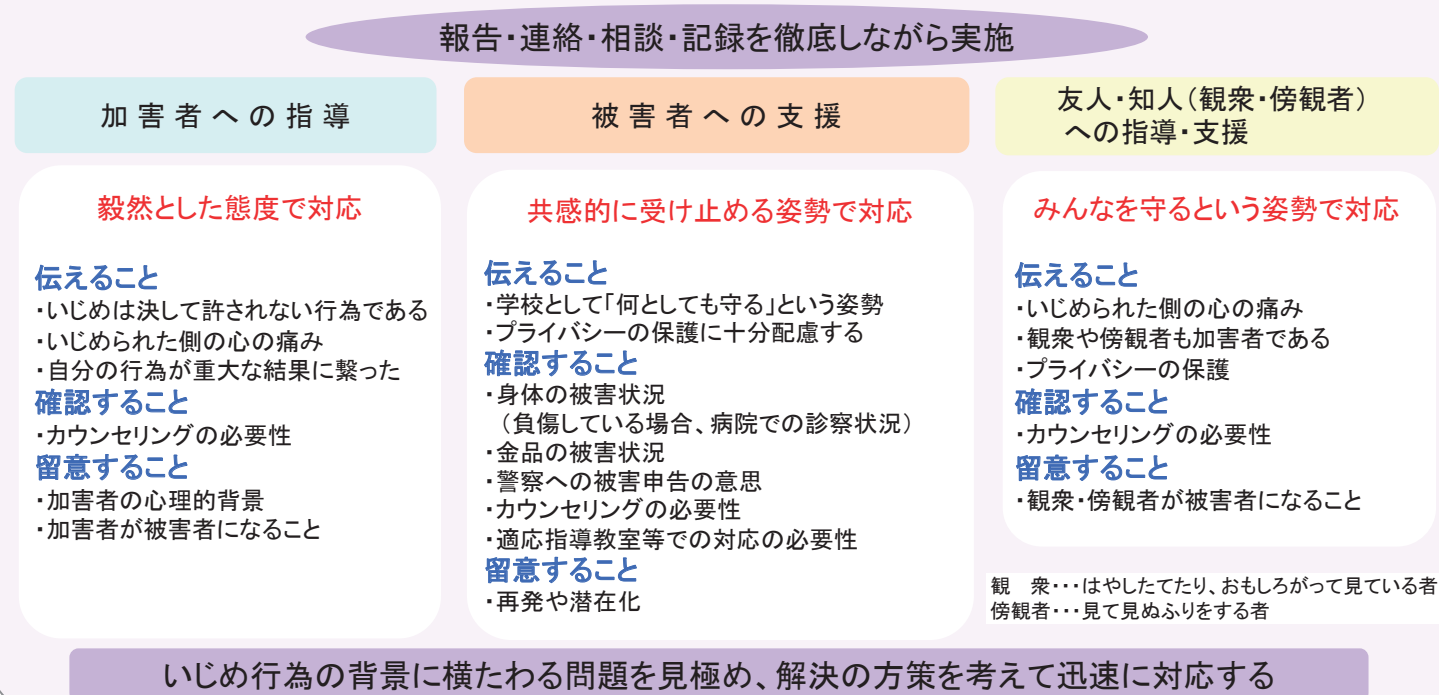 報告・連絡・相談・記録を徹底しながら実施
加害者への指導
毅然とした態度で対応
伝えること
・いじめは決して許されない行為である
・いじめられた側の心の痛み
・自分の行為が重大な結果に繋った
確認すること
・カウンセリングの必要性
留意すること
・加害者の心理的背景
・加害者が被害者になること
被害者への支援
共感的に受け止める姿勢で対応
伝えること
・学校として「何としても守る」という姿勢
・プライバシーの保護に十分配慮する
確認すること
・身体の被害状況
（負傷している場合、病院での診察状況）
・金品の被害状況
・警察への被害申告の意思
・カウンセリングの必要性
・適応指導教室等での対応の必要性
留意すること
・再発や潜在化
友人・知人（観衆・傍観者）
への指導・支援
みんなを守るという姿勢で対応
伝えること
・いじめられた側の心の痛み
・観衆や傍観者も加害者である
・プライバシーの保護
確認すること
・カウンセリングの必要性
留意すること
・観衆・傍観者が被害者になること
観　衆・・・はやしたてたり、おもしろがって見ている者
傍観者・・・見て見ぬふりをする者
いじめ行為の背景に横たわる問題を見極め、解決の方策を考えて迅速に対応する